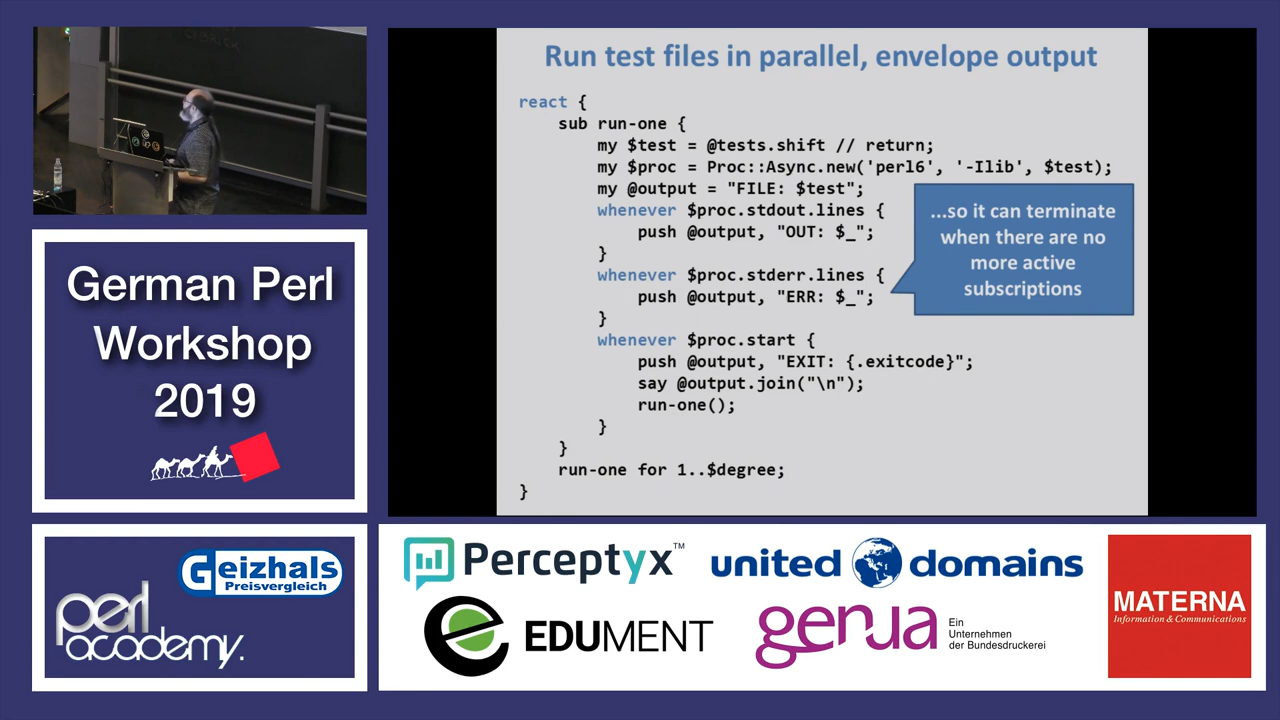 Run test files in parallel, envelope output
react {
    sub run-one {
        my $test = @tests.shift // return;
        my $proc = Proc::Async.new('perl6', '-Ilib', $test);
        my @output = "FILE: $test";
        whenever $proc.stdout.lines {
            push @output, "OUT: $_";
        }
        whenever $proc.stderr.lines {
            push @output, "ERR: $_";
        }
        whenever $proc.start {
            push @output, "EXIT: {.exitcode}";
            say @output.join("\n");
            run-one();
        }
    }
    run-one for 1..$degree;
}
...so it can terminate
when there are no
more active
subscriptions
German Perl
Workshop
2019
Geizhals
Preisvergleich
perl
academy.
Perceptyx™
united domains
EDUMENT
genua
Ein
Unternehmen
der Bundesdruckerei
MATERNA
Information & Communications